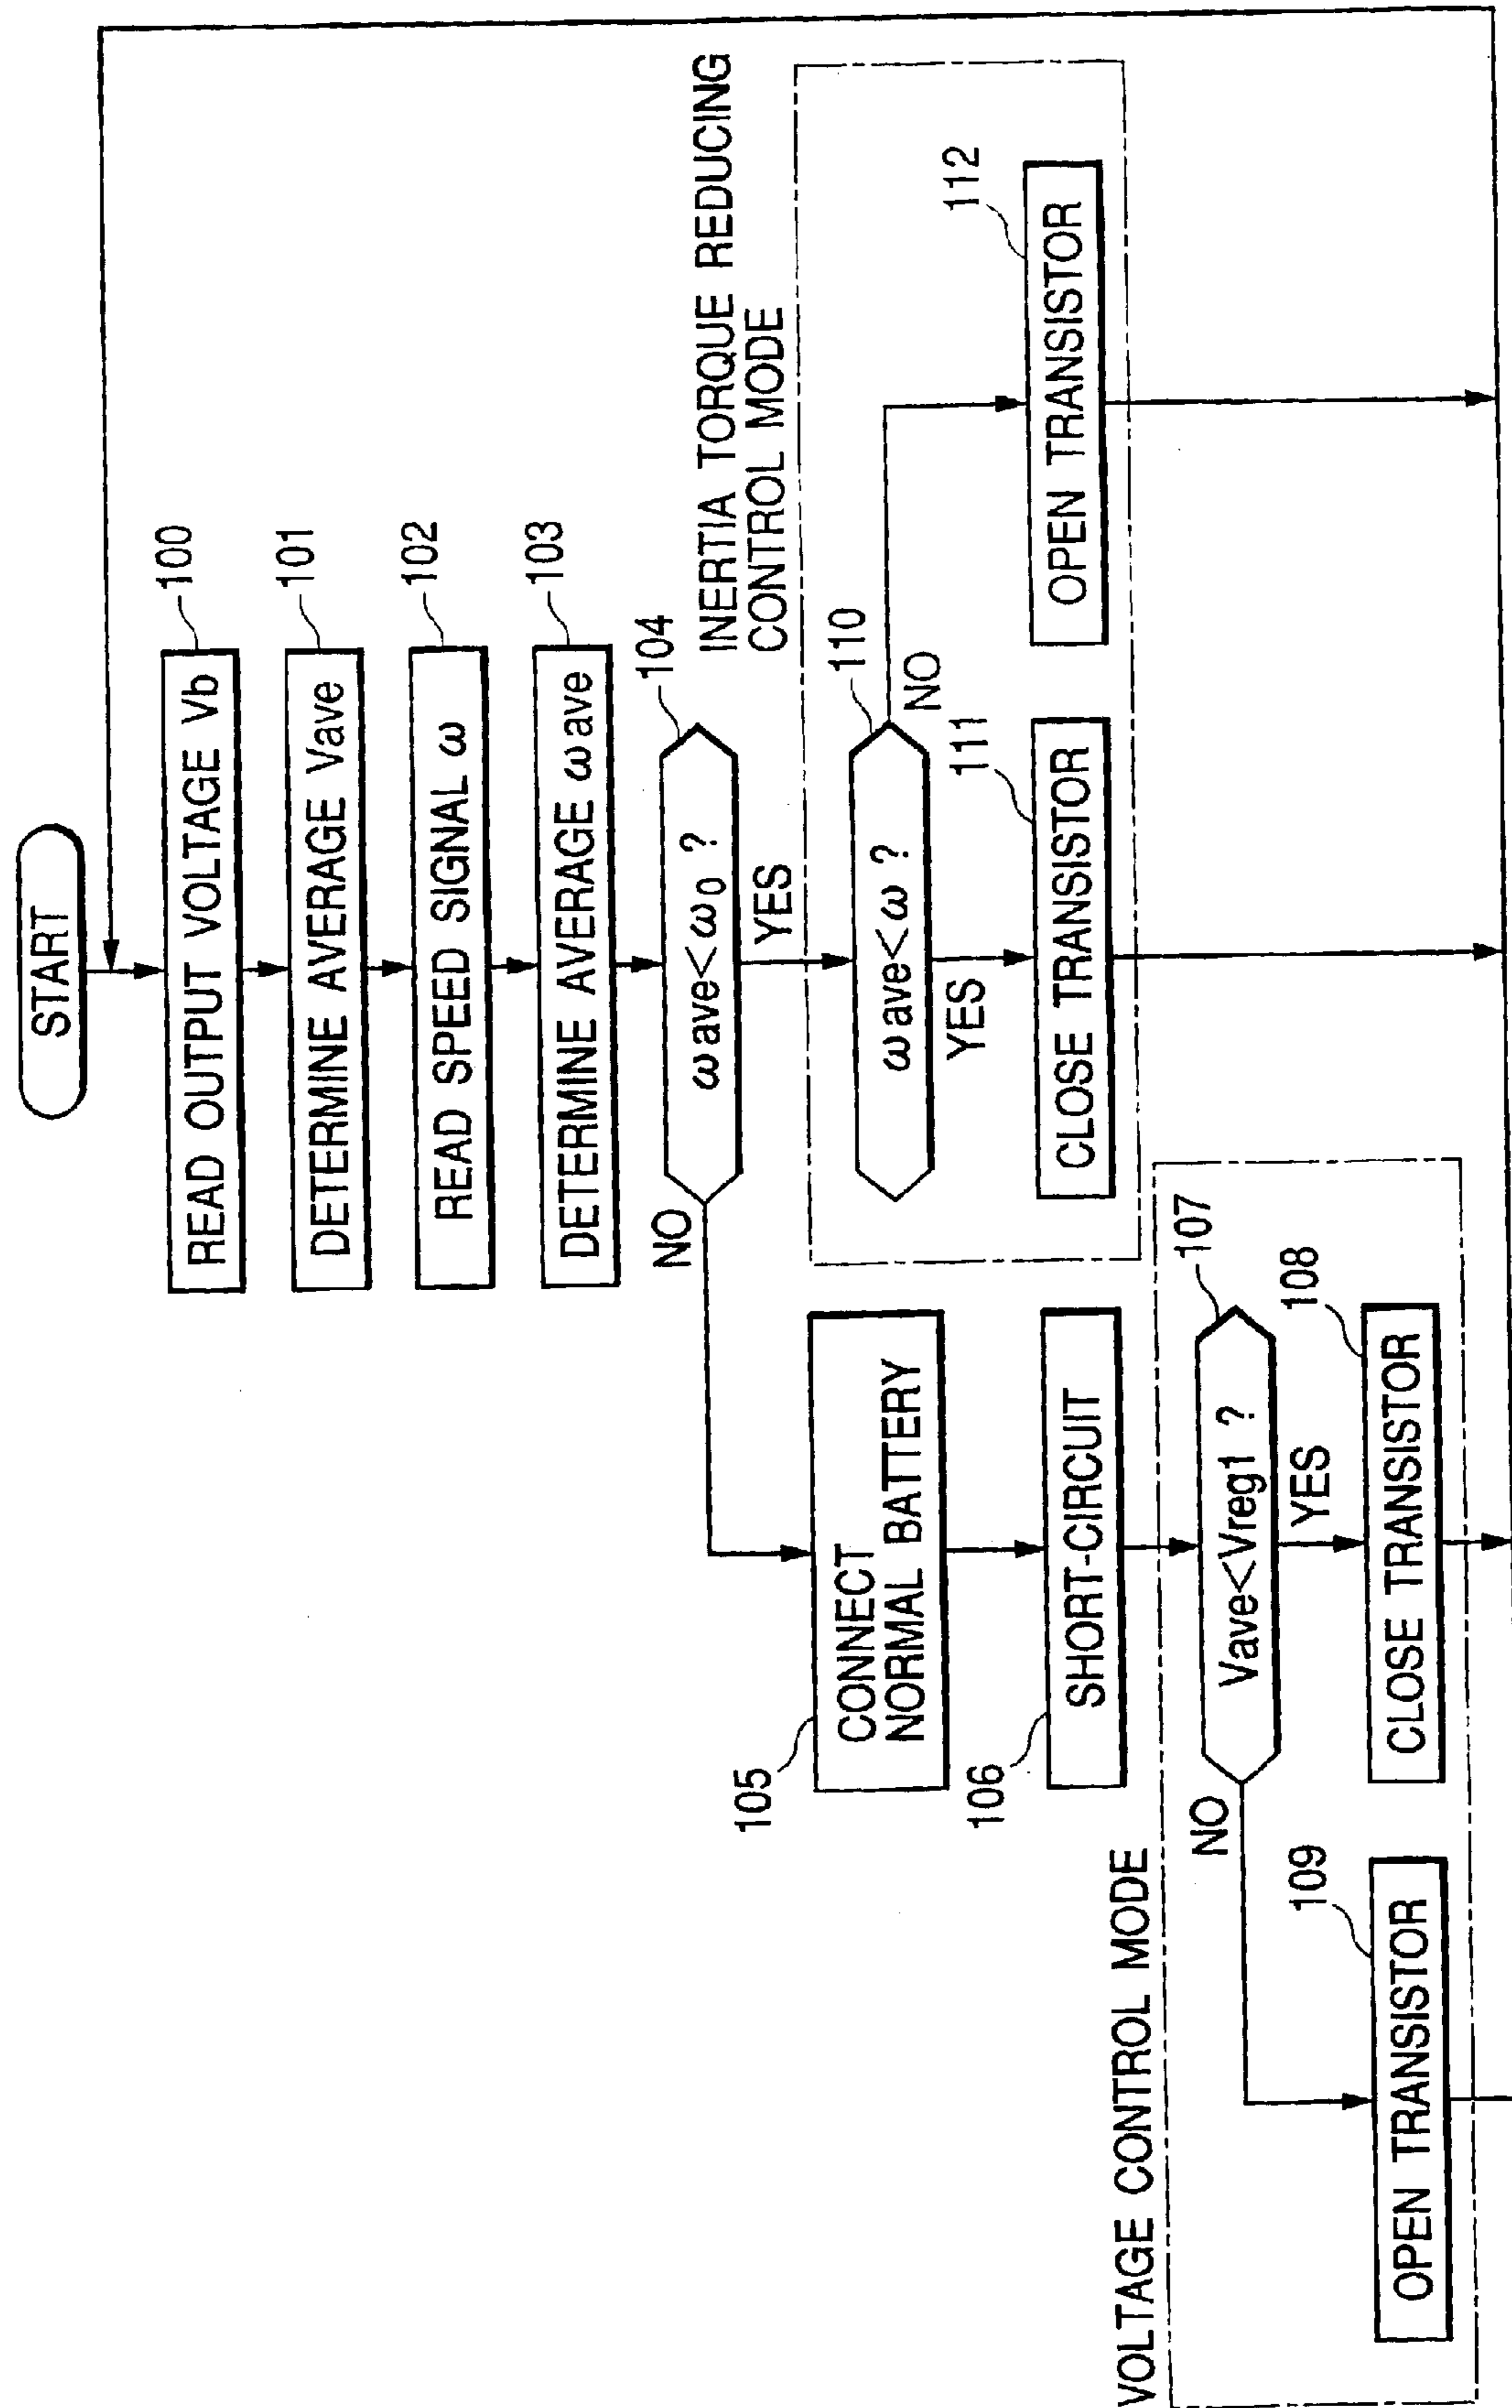 START
READ OUTPUT VOLTAGE Vb
100
DETERMINE AVERAGE Vave
101
READ SPEED SIGNAL ω
102
DETERMINE AVERAGE ωave
103
ωave<ω0 ?
104
NO
YES
INERTIA TORQUE REDUCING
CONTROL MODE
105
CONNECT
NORMAL BATTERY
ωave<ω ?
110
NO
YES
106
SHORT-CIRCUIT
CLOSE TRANSISTOR
111
OPEN TRANSISTOR
112
VOLTAGE CONTROL MODE
Vave<Vreg1 ?
107
NO
YES
OPEN TRANSISTOR
109
CLOSE TRANSISTOR
108